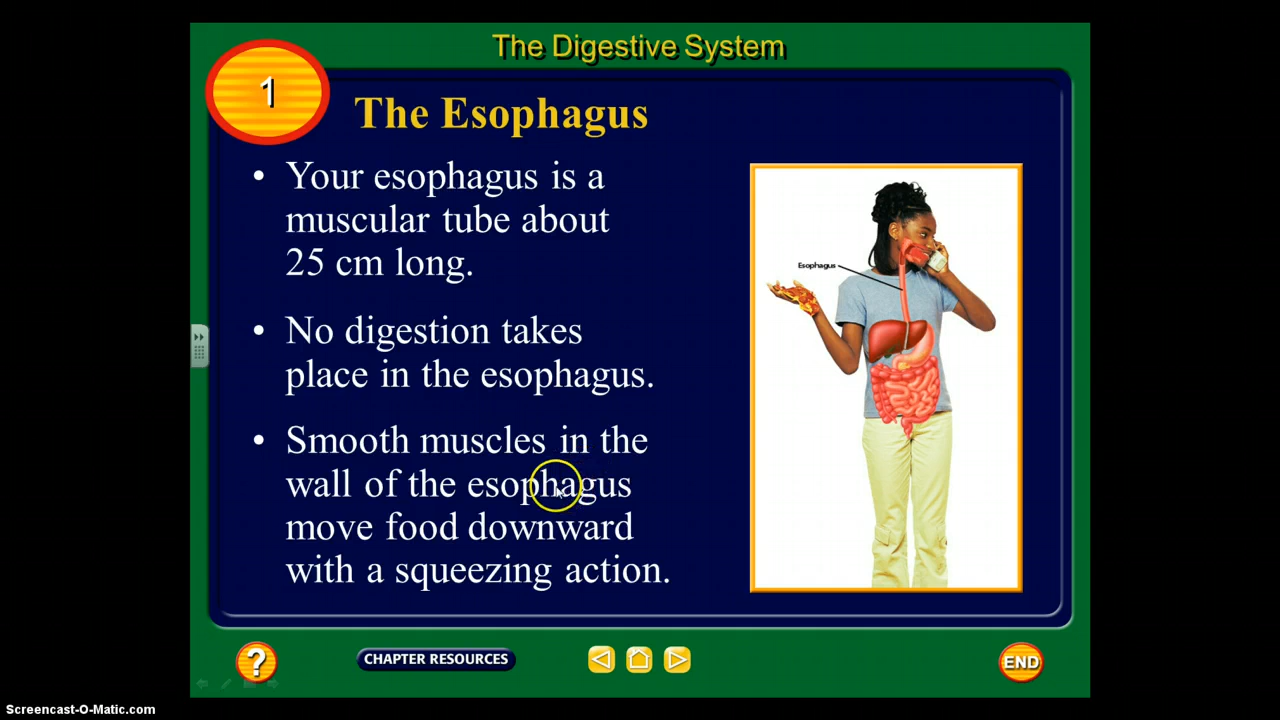 The Digestive System
1
The Esophagus
• Your esophagus is a
muscular tube about
25 cm long.
• No digestion takes
place in the esophagus.
• Smooth muscles in the
wall of the esophagus
move food downward
with a squeezing action.
Esophagus
?
CHAPTER RESOURCES
END
Screencast-O-Matic.com